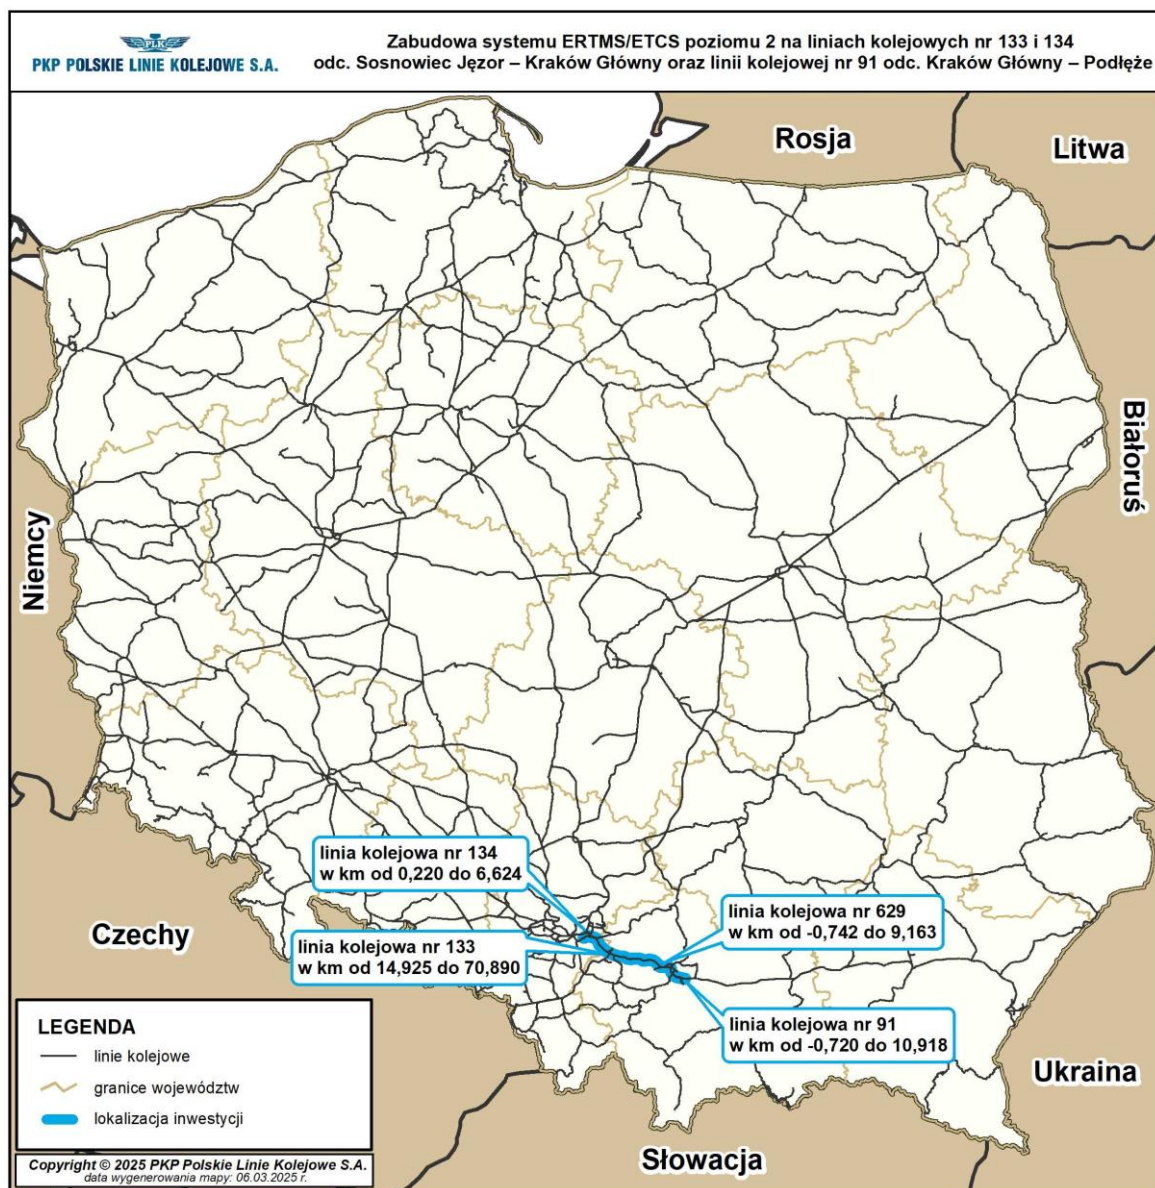 PLK
PKP POLSKIE LINIE KOLEJOWE S.A.
Zabudowa systemu ERTMS/ETCS poziomu 2 na liniach kolejowych nr 133 i 134
odc. Sosnowiec Jęzor – Kraków Główny oraz linii kolejowej nr 91 odc. Kraków Główny – Podłęże
Rosja
Litwa
Białoruś
Niemcy
linia kolejowa nr 134
w km od 0,220 do 6,624
linia kolejowa nr 629
w km od -0,742 do 9,163
Czechy
linia kolejowa nr 133
w km od 14,925 do 70,890
linia kolejowa nr 91
w km od -0,720 do 10,918
Ukraina
Słowacja
LEGENDA
linie kolejowe
granice województw
lokalizacja inwestycji
Copyright © 2025 PKP Polskie Linie Kolejowe S.A.
data wygenerowania mapy: 06.03.2025 r.